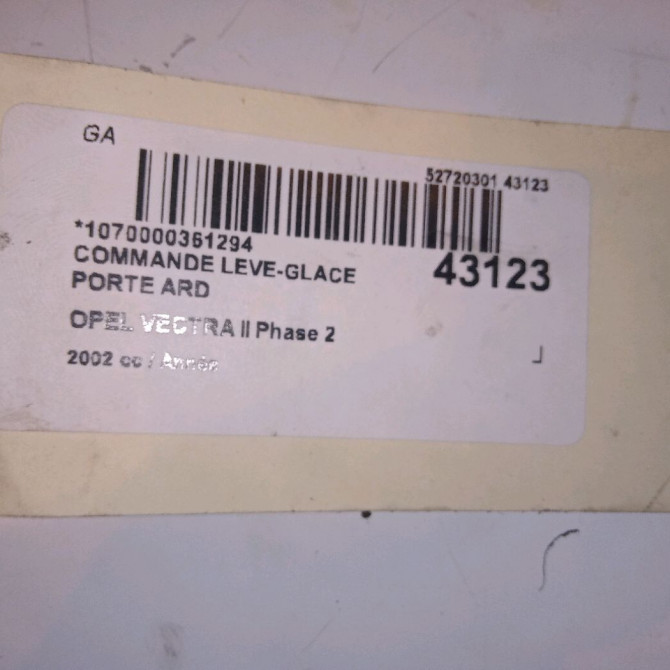 GA
52720301 43123
*1070000361294
COMMANDE LEVE-GLACE
43123
PORTE ARD
OPEL VECTRA II Phase 2
2002 cc / Année